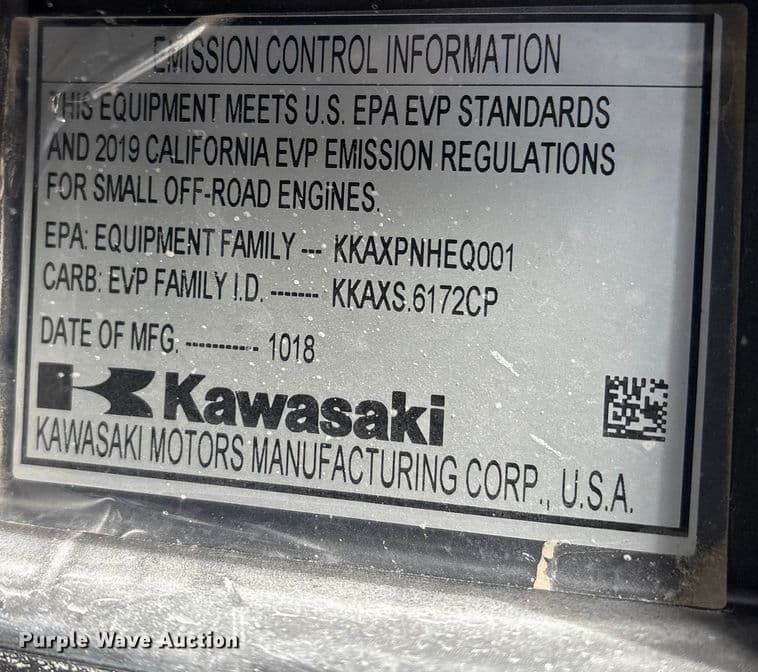 EMISSION CONTROL INFORMATION
THIS EQUIPMENT MEETS U.S. EPA EVP STANDARDS
AND 2019 CALIFORNIA EVP EMISSION REGULATIONS
FOR SMALL OFF-ROAD ENGINES.
EPA: EQUIPMENT FAMILY --- KKAXPNHEQ001
CARB: EVP FAMILY I.D. ------- KKAXS.6172CP
DATE OF MFG. ----------- 1018
Kawasaki
KAWASAKI MOTORS MANUFACTURING CORP., U.S.A.
Purple Wave Auction